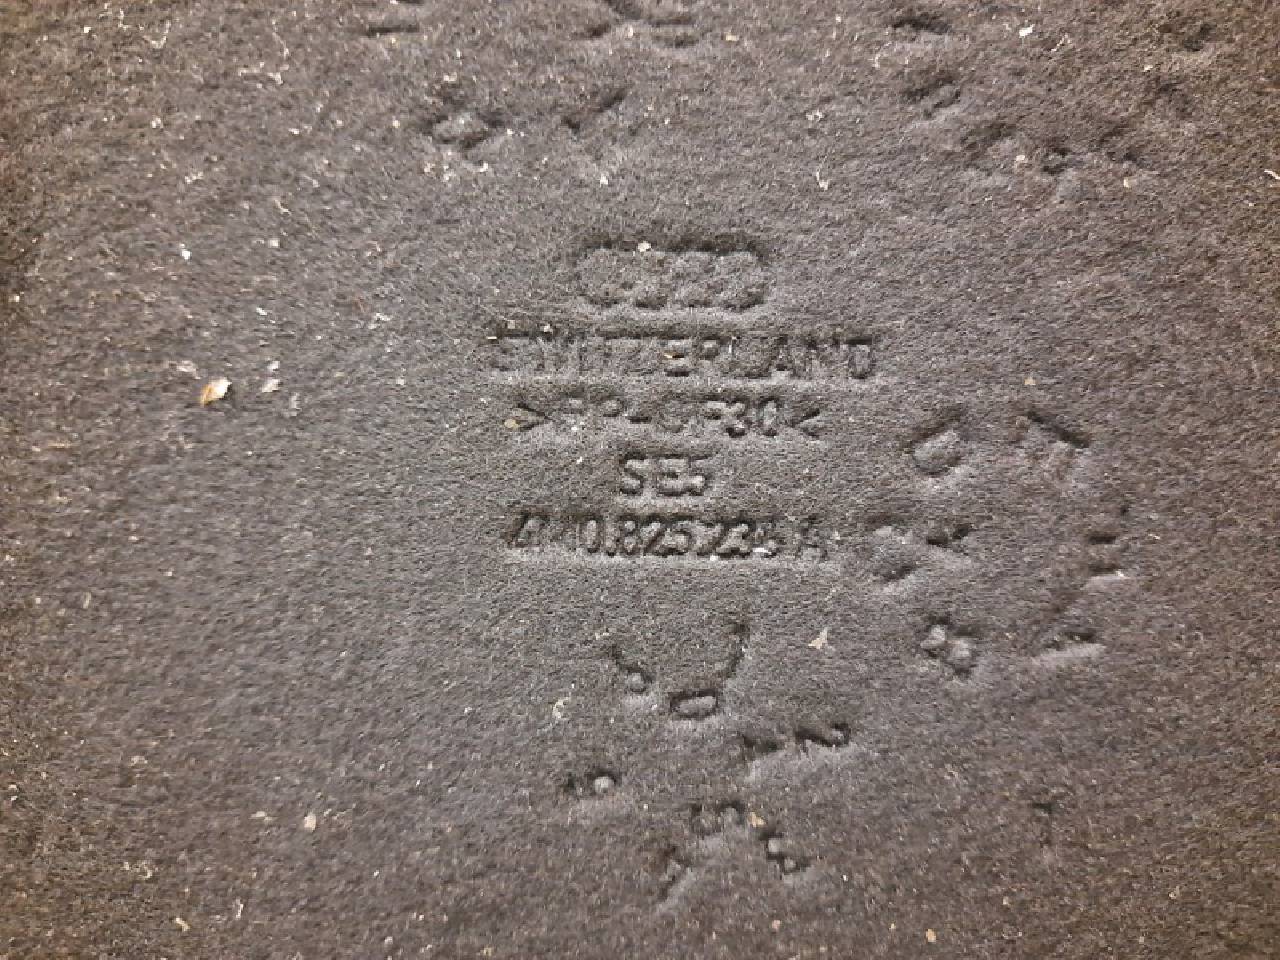 SWITZERLAND
>PP-GF30<
SE5
4M0.825.235 A